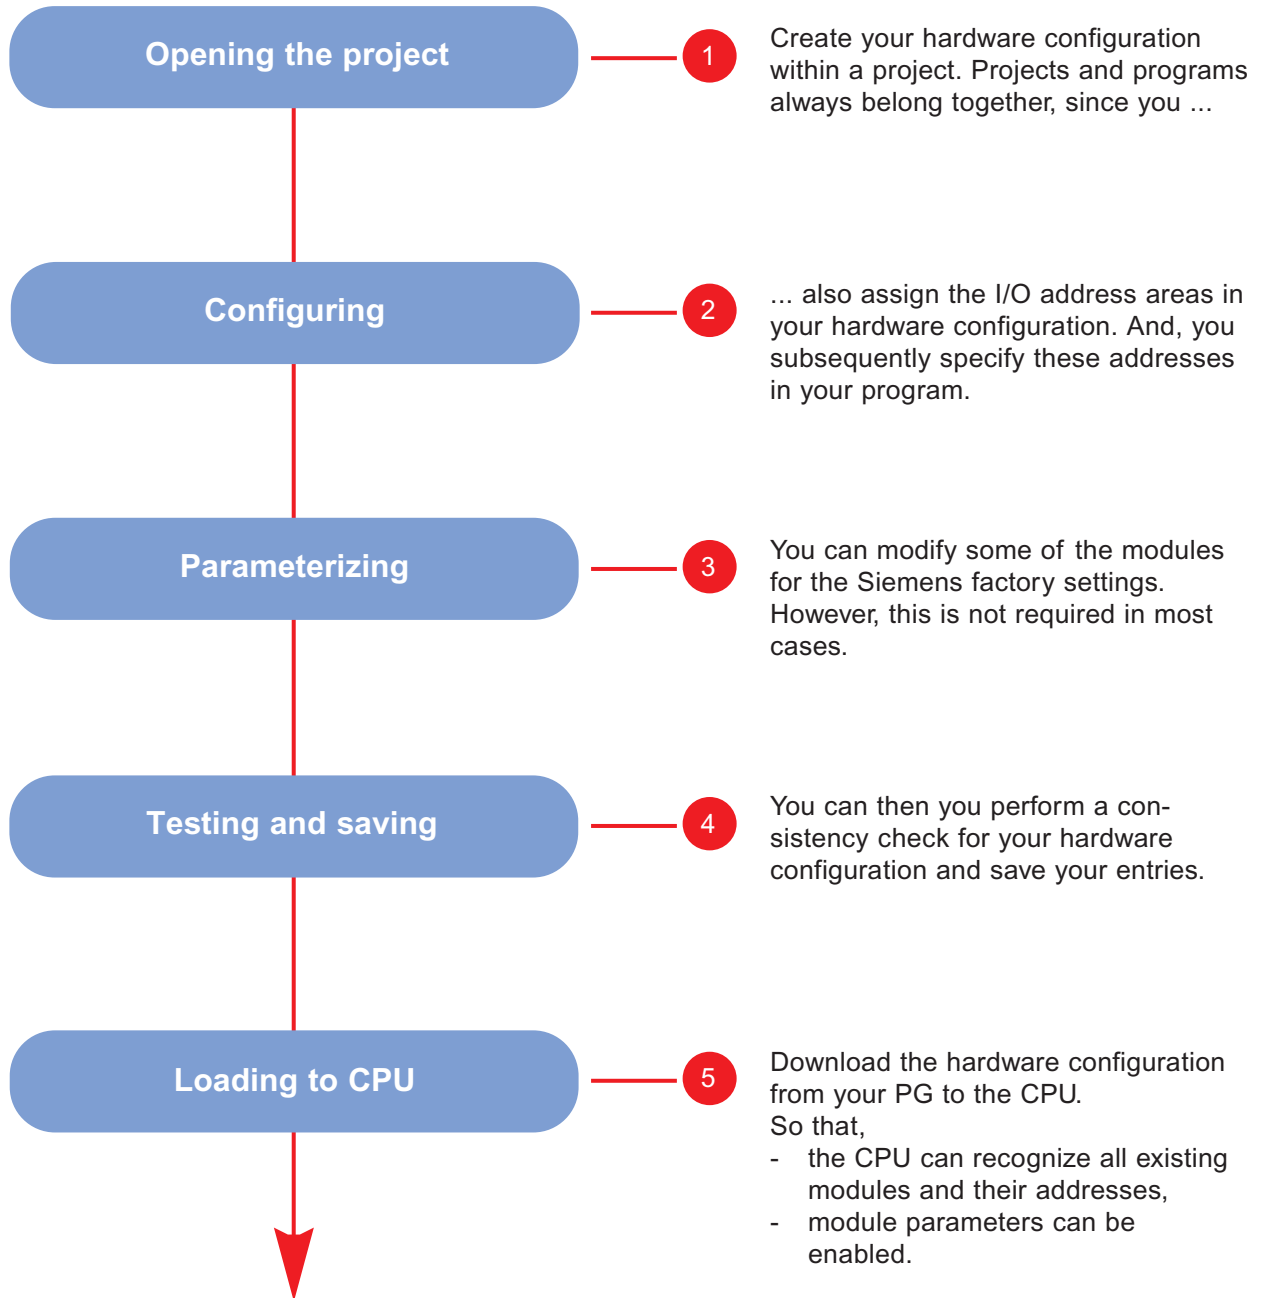 Opening the project
1
Create your hardware configuration
within a project. Projects and programs
always belong together, since you ...
Configuring
2
... also assign the I/O address areas in
your hardware configuration. And, you
subsequently specify these addresses
in your program.
Parameterizing
3
You can modify some of the modules
for the Siemens factory settings.
However, this is not required in most
cases.
Testing and saving
4
You can then you perform a con-
sistency check for your hardware
configuration and save your entries.
Loading to CPU
5
Download the hardware configuration
from your PG to the CPU.
So that,
- the CPU can recognize all existing
modules and their addresses,
- module parameters can be
enabled.